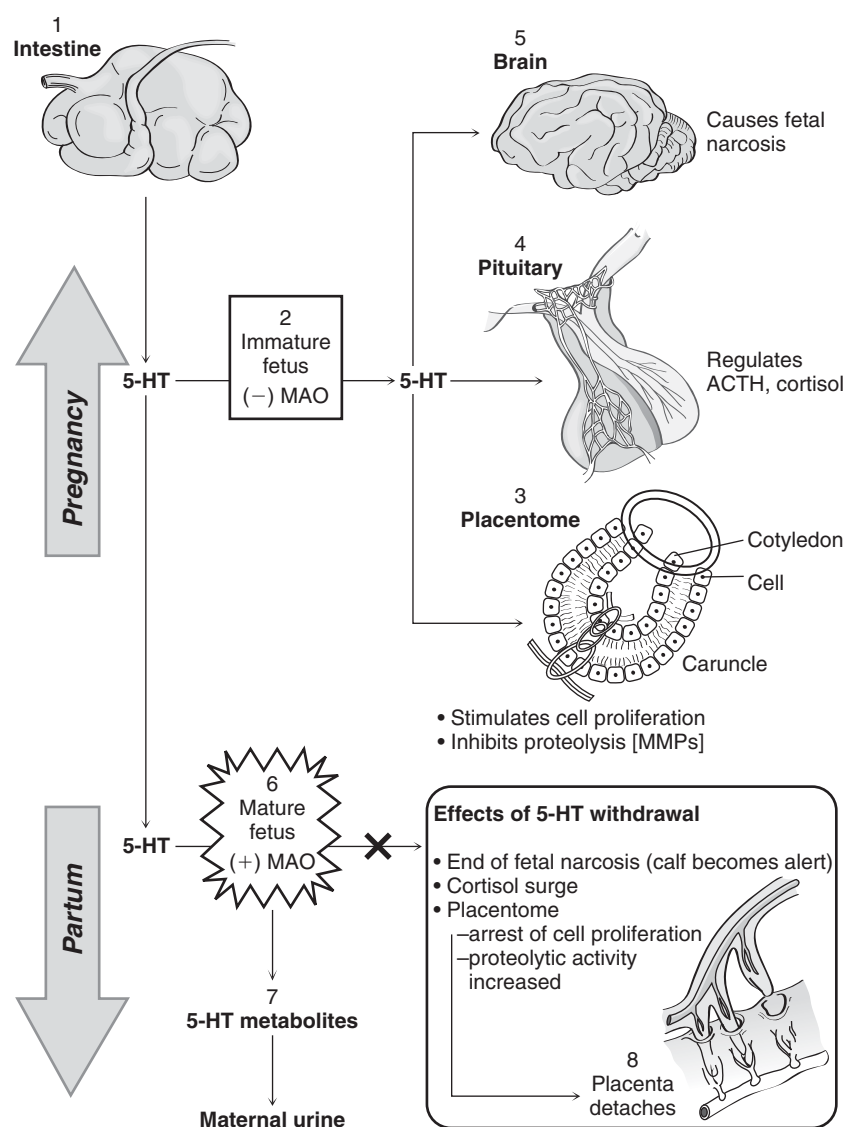 1
Intestine
5
Brain
Causes fetal
narcosis
4
Pituitary
Regulates
ACTH, cortisol
Pregnancy
5-HT
2
Immature
fetus
(−) MAO
5-HT
3
Placentome
Cotyledon
Cell
Caruncle
• Stimulates cell proliferation
• Inhibits proteolysis [MMPs]
Partum
5-HT
6
Mature
fetus
(+) MAO
7
5-HT metabolites
Maternal urine
Effects of 5-HT withdrawal
• End of fetal narcosis (calf becomes alert)
• Cortisol surge
• Placentome
–arrest of cell proliferation
–proteolytic activity
increased
8
Placenta
detaches